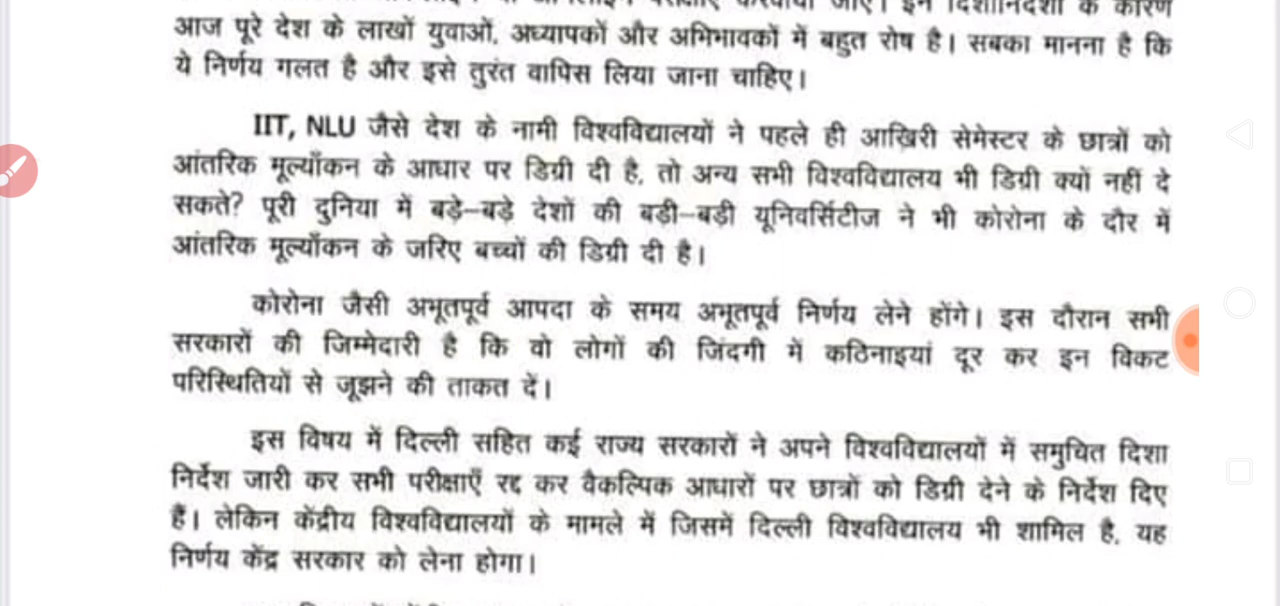 के कारण
आज पूरे देश के लाखों युवाओं, अध्यापकों और अभिभावकों में बहुत रोष है। सबका मानना है कि
ये निर्णय गलत है और इसे तुरंत वापिस लिया जाना चाहिए।
IIT, NLU जैसे देश के नामी विश्वविद्यालयों ने पहले ही आख़िरी सेमेस्टर के छात्रों को
आंतरिक मूल्याँकन के आधार पर डिग्री दी है, तो अन्य सभी विश्वविद्यालय भी डिग्री क्यों नहीं दे
सकते? पूरी दुनिया में बड़े–बड़े देशों की बड़ी–बड़ी यूनिवर्सिटीज ने भी कोरोना के दौर में
आंतरिक मूल्याँकन के जरिए बच्चों की डिग्री दी है।
कोरोना जैसी अभूतपूर्व आपदा के समय अभूतपूर्व निर्णय लेने होंगे। इस दौरान सभी
सरकारों की जिम्मेदारी है कि वो लोगों की जिंदगी में कठिनाइयां दूर कर इन विकट
परिस्थितियों से जूझने की ताकत दें।
इस विषय में दिल्ली सहित कई राज्य सरकारों ने अपने विश्वविद्यालयों में समुचित दिशा
निर्देश जारी कर सभी परीक्षाएँ रद्द कर वैकल्पिक आधारों पर छात्रों को डिग्री देने के निर्देश दिए
हैं। लेकिन केंद्रीय विश्वविद्यालयों के मामले में जिसमें दिल्ली विश्वविद्यालय भी शामिल है, यह
निर्णय केंद्र सरकार को लेना होगा।